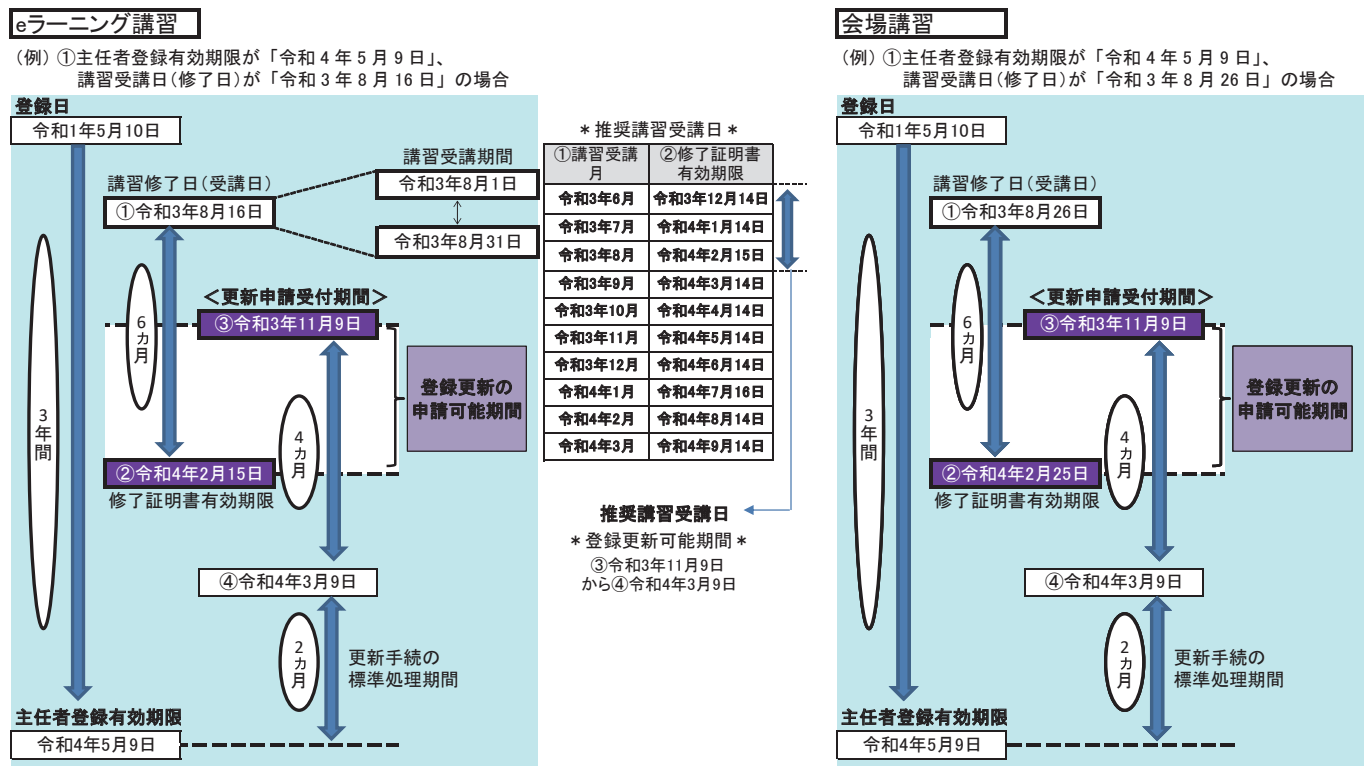 eラーニング講習
(例) ①主任者登録有効期限が「令和4年5月9日」、
講習受講日(修了日)が「令和3年8月16日」の場合
登録日
令和1年5月10日
講習修了日(受講日)
①令和3年8月16日
講習受講期間
令和3年8月1日
令和3年8月31日
3年間
6ヵ月
<更新申請受付期間>
③令和3年11月9日
登録更新の
申請可能期間
4ヵ月
②令和4年2月15日
修了証明書有効期限
④令和4年3月9日
2ヵ月
更新手続の
標準処理期間
主任者登録有効期限
令和4年5月9日
*推奨講習受講日*
①講習受講月 ②修了証明書有効期限
令和3年6月 令和3年12月14日
令和3年7月 令和4年1月14日
令和3年8月 令和4年2月15日
令和3年9月 令和4年3月14日
令和3年10月 令和4年4月14日
令和3年11月 令和4年5月14日
令和3年12月 令和4年6月14日
令和4年1月 令和4年7月16日
令和4年2月 令和4年8月14日
令和4年3月 令和4年9月14日
推奨講習受講日
*登録更新可能期間*
③令和3年11月9日
から④令和4年3月9日
会場講習
(例) ①主任者登録有効期限が「令和4年5月9日」、
講習受講日(修了日)が「令和3年8月26日」の場合
登録日
令和1年5月10日
講習修了日(受講日)
①令和3年8月26日
3年間
6ヵ月
<更新申請受付期間>
③令和3年11月9日
登録更新の
申請可能期間
4ヵ月
②令和4年2月25日
修了証明書有効期限
④令和4年3月9日
2ヵ月
更新手続の
標準処理期間
主任者登録有効期限
令和4年5月9日